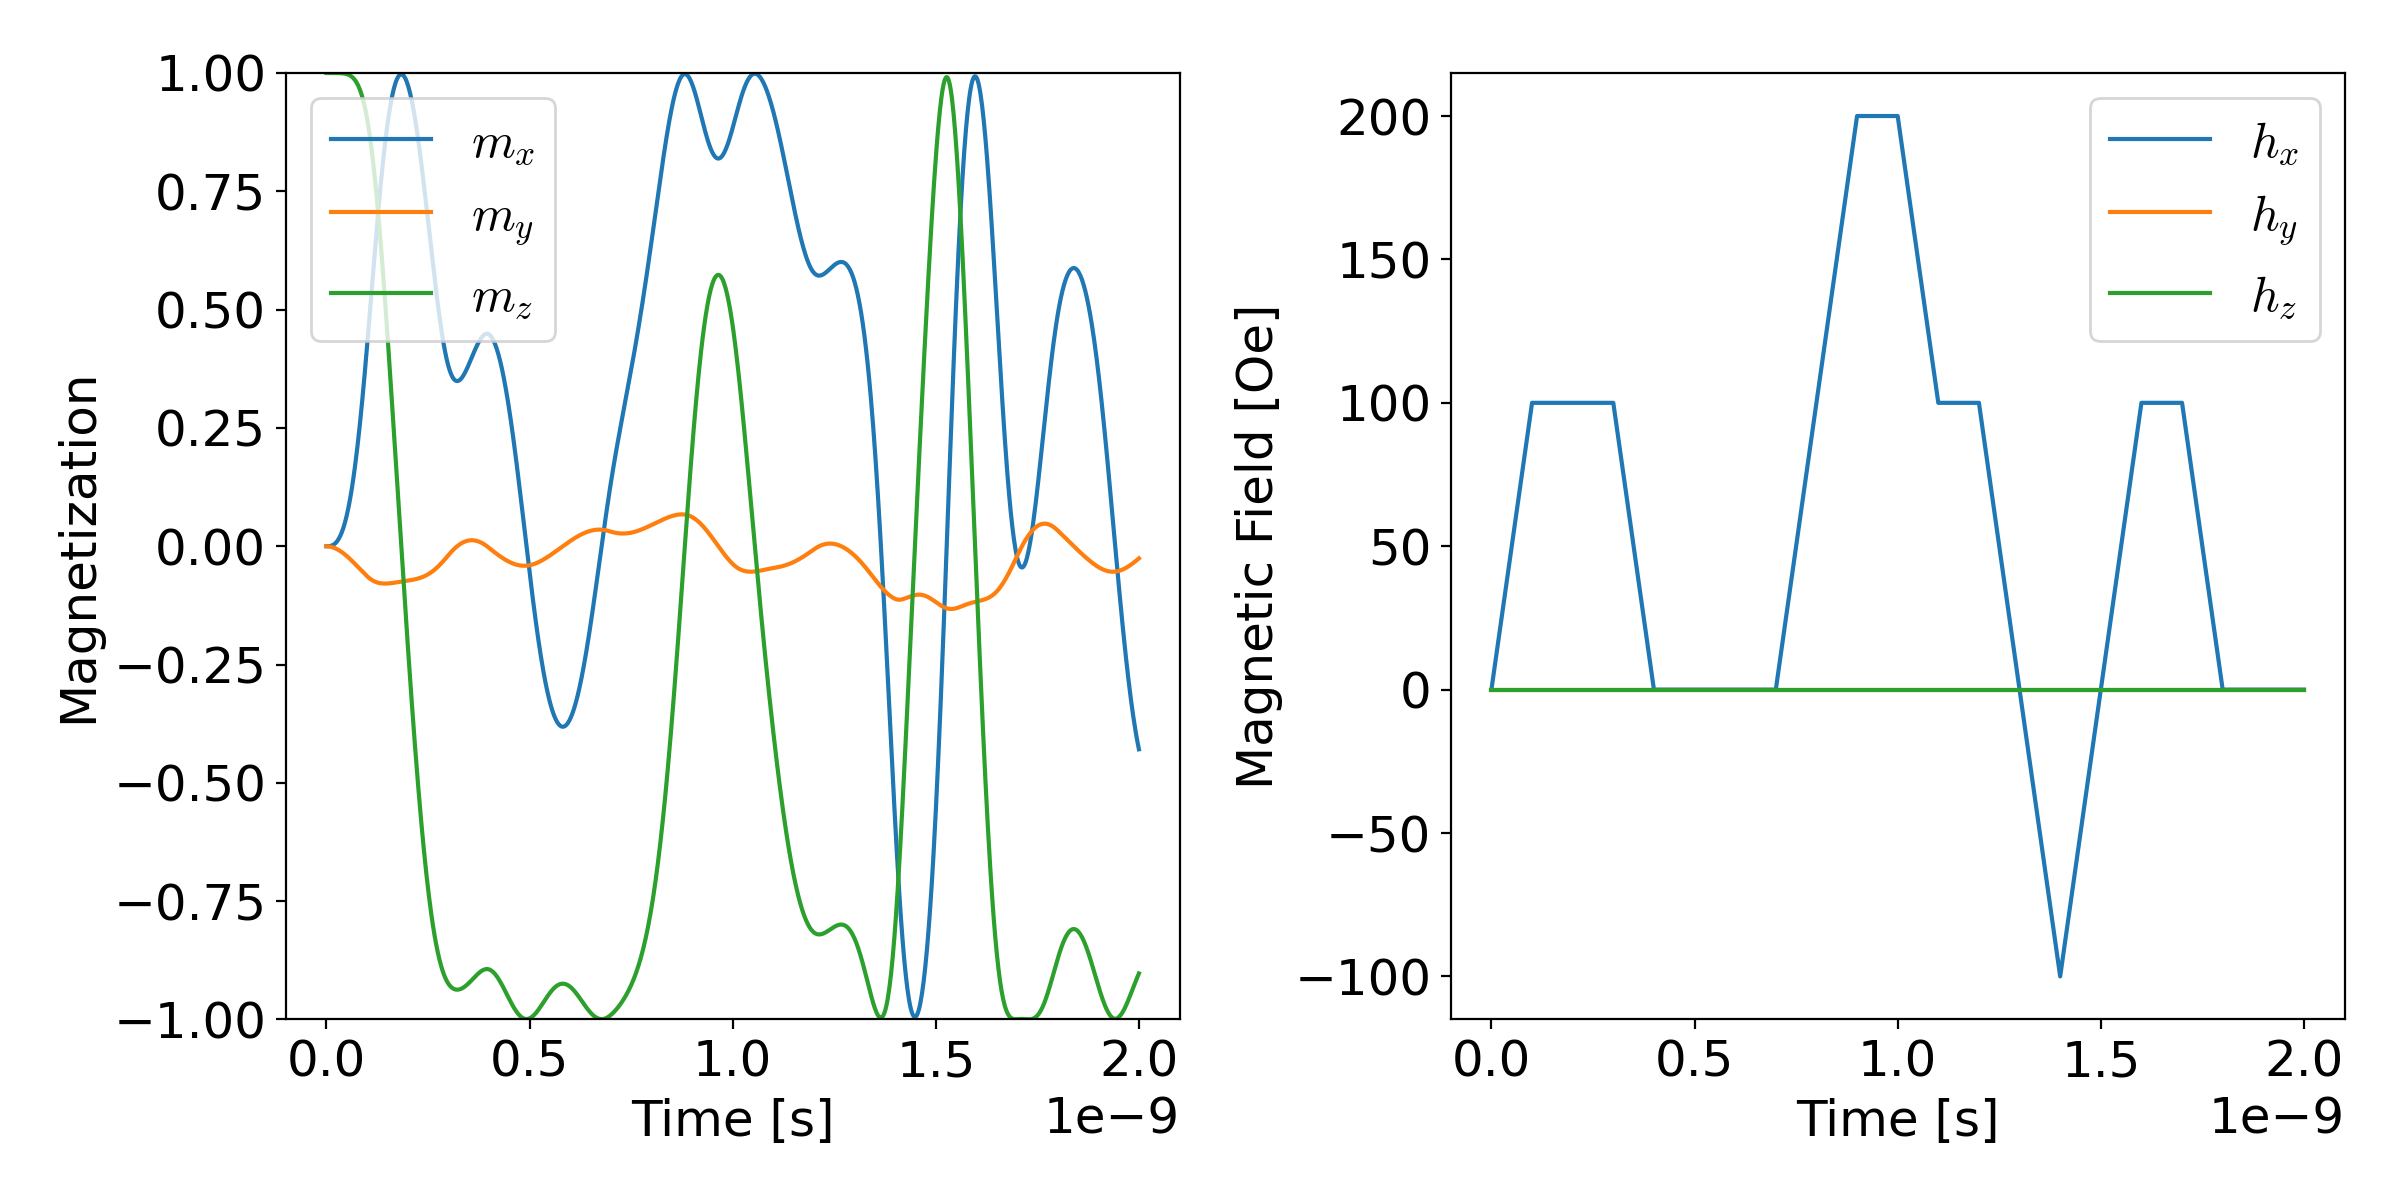 1.00
0.75
0.50
0.25
0.00
−0.25
−0.50
−0.75
−1.00
Magnetization
m_x
m_y
m_z
0.0 0.5 1.0 1.5 2.0
Time [s]
1e−9
200
150
100
50
0
−50
−100
Magnetic Field [Oe]
h_x
h_y
h_z
0.0 0.5 1.0 1.5 2.0
Time [s]
1e−9